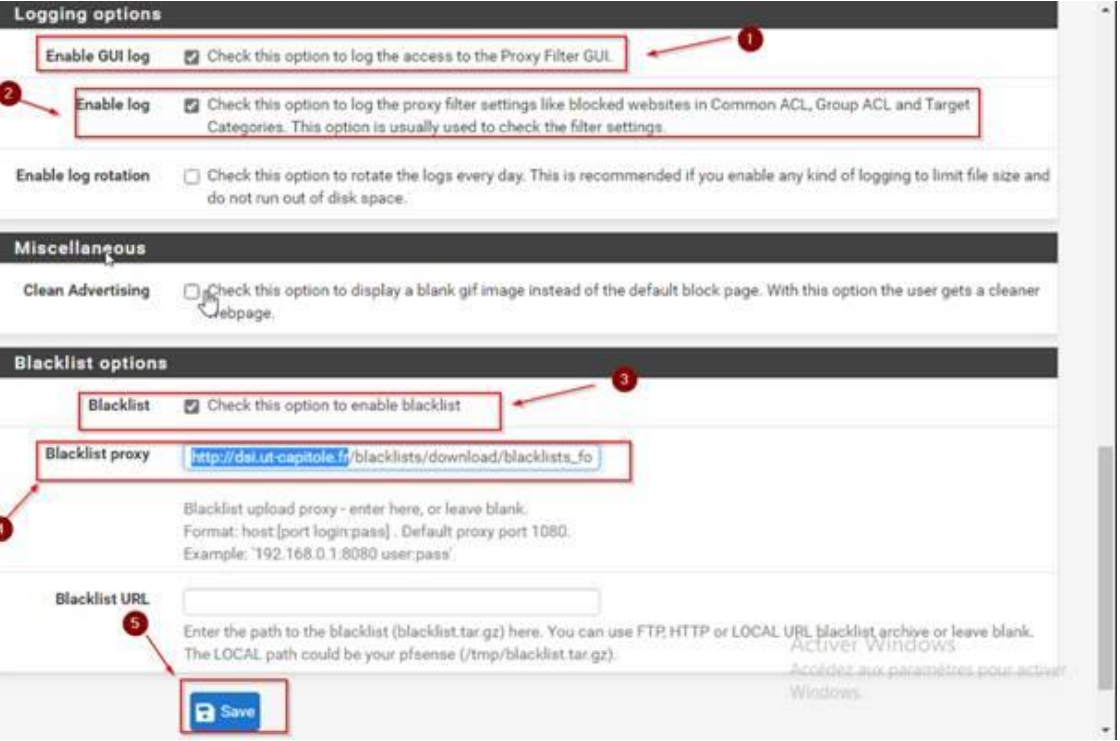 Logging options
1
Enable GUI log Check this option to log the access to the Proxy Filter GUI.
2
Enable log Check this option to log the proxy filter settings like blocked websites in Common ACL, Group ACL and Target
Categories. This option is usually used to check the filter settings.
Enable log rotation Check this option to rotate the logs every day. This is recommended if you enable any kind of logging to limit file size and
do not run out of disk space.
Miscellaneous
Clean Advertising Check this option to display a blank gif image instead of the default block page. With this option the user gets a cleaner
webpage.
Blacklist options
3
Blacklist Check this option to enable blacklist
Blacklist proxy http://dsi.ut-capitole.fr/blacklists/download/blacklists_fo
4
Blacklist upload proxy - enter here, or leave blank.
Format: host:[port login:pass] . Default proxy port 1080.
Example: '192.168.0.1:8080 user:pass'
Blacklist URL
5
Enter the path to the blacklist (blacklist.tar.gz) here. You can use FTP, HTTP or LOCAL URL blacklist archive or leave blank.
The LOCAL path could be your pfsense (/tmp/blacklist.tar.gz).
Activer Windows
Accédez aux paramètres pour activer
Windows.
Save